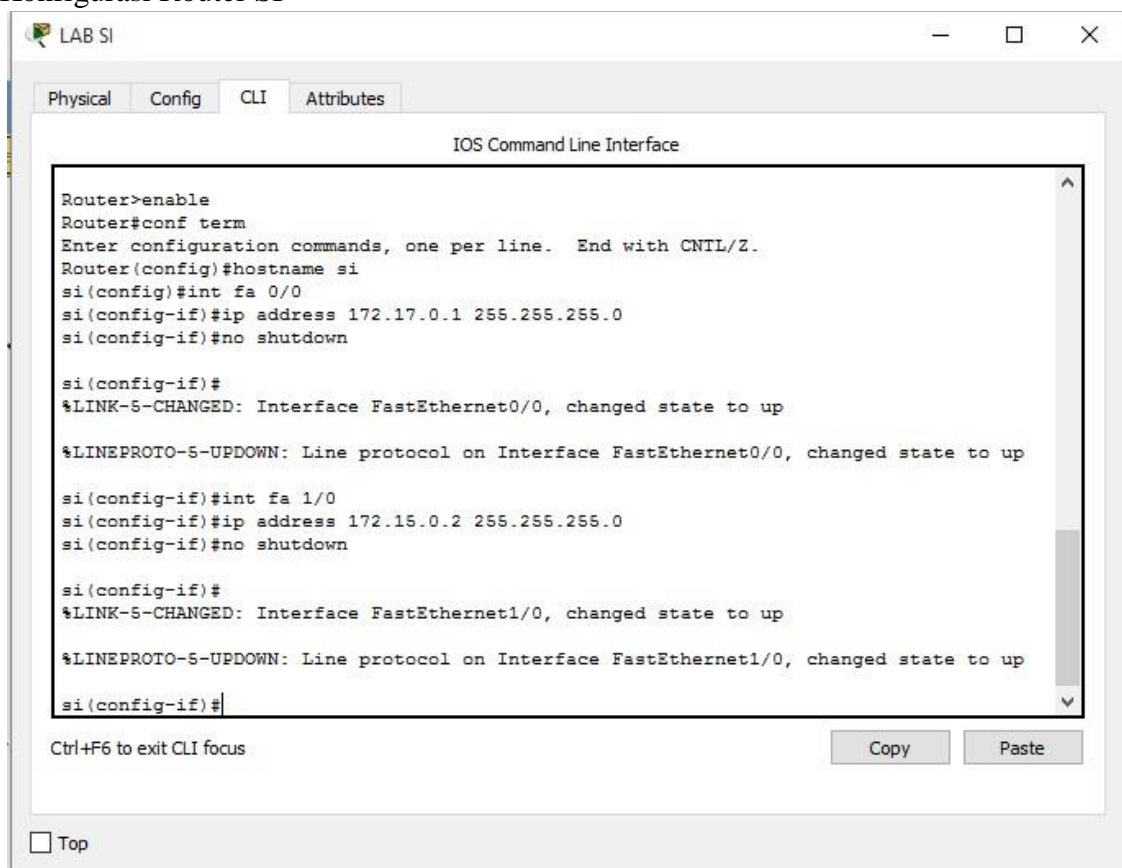 Konfigurasi Router SI
LAB SI
Physical Config CLI Attributes
IOS Command Line Interface
Router>enable
Router#conf term
Enter configuration commands, one per line.  End with CNTL/Z.
Router(config)#hostname si
si(config)#int fa 0/0
si(config-if)#ip address 172.17.0.1 255.255.255.0
si(config-if)#no shutdown
si(config-if)#
%LINK-5-CHANGED: Interface FastEthernet0/0, changed state to up
%LINEPROTO-5-UPDOWN: Line protocol on Interface FastEthernet0/0, changed state to up
si(config-if)#int fa 1/0
si(config-if)#ip address 172.15.0.2 255.255.255.0
si(config-if)#no shutdown
si(config-if)#
%LINK-5-CHANGED: Interface FastEthernet1/0, changed state to up
%LINEPROTO-5-UPDOWN: Line protocol on Interface FastEthernet1/0, changed state to up
si(config-if)#
Ctrl+F6 to exit CLI focus
Copy Paste
Top